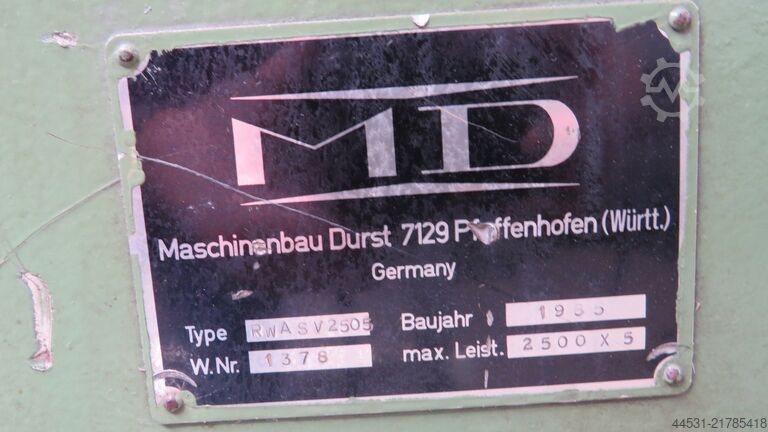 MD
Maschinenbau Durst 7129 Pfaffenhofen (Württ.)
Germany
Type RWASV2505 Baujahr
W.Nr. 1378 max. Leist. 2500 X 5
44531-21785418